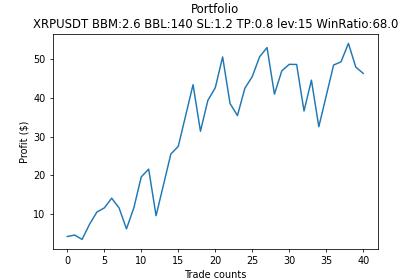 Portfolio
XRPUSDT BBM:2.6 BBL:140 SL:1.2 TP:0.8 lev:15 WinRatio:68.0
50
40
30
20
10
Profit ($)
0 5 10 15 20 25 30 35 40
Trade counts